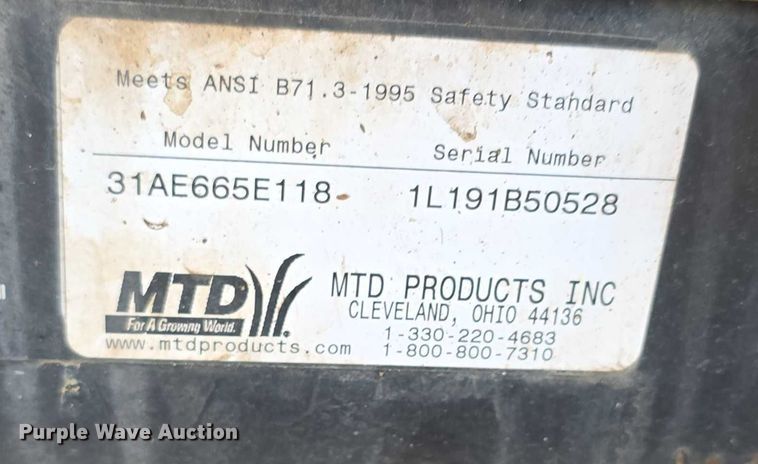 Meets ANSI B71.3-1995 Safety Standard
Model Number Serial Number
31AE665E118 1L191B50528
MTD
For A Growing World.
www.mtdproducts.com
MTD PRODUCTS INC
CLEVELAND, OHIO 44136
1-330-220-4683
1-800-800-7310
Purple Wave Auction